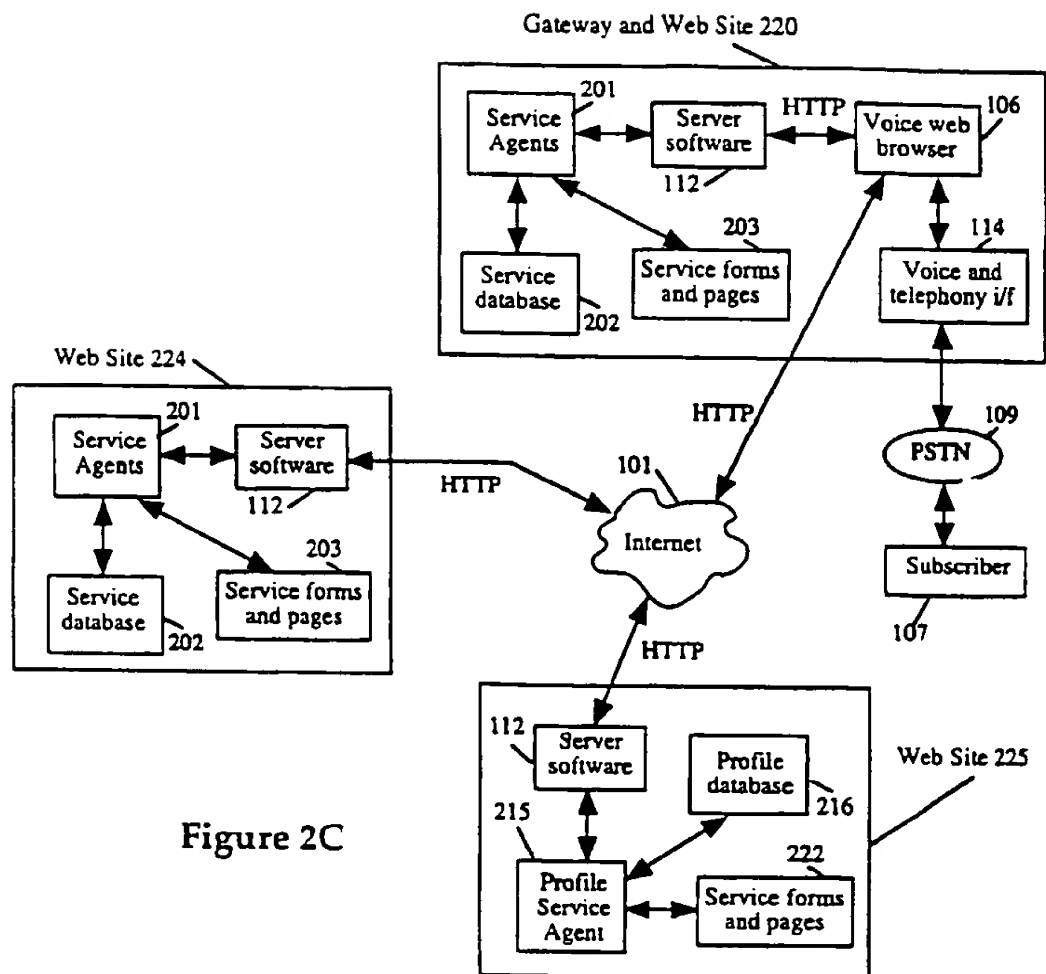 Gateway and Web Site 220
201
HTTP
106
Service
Agents
Server
software
Voice web
browser
112
203
114
Service
database
Service forms
and pages
Voice and
telephony i/f
202
Web Site 224
201
HTTP
109
Service
Agents
Server
software
PSTN
101
HTTP
112
Internet
203
Subscriber
Service
database
Service forms
and pages
107
202
HTTP
112
Server
software
Profile
database
Web Site 225
215
216
Figure 2C
222
Profile
Service
Agent
Service forms
and pages